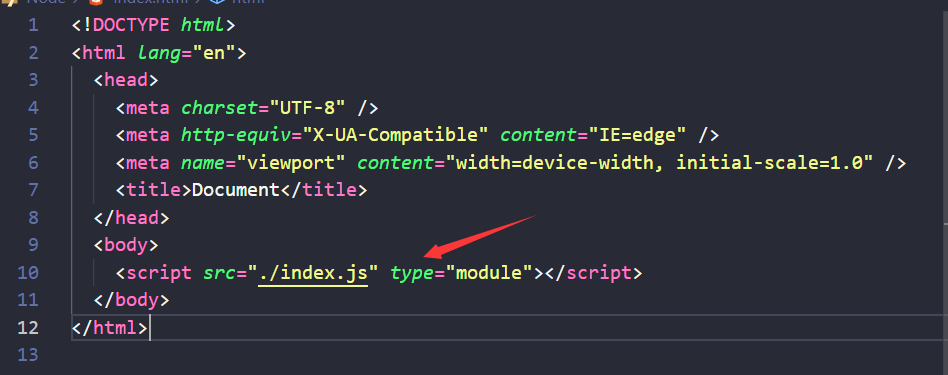 Node > index.html > html
1 <!DOCTYPE html>
2 <html lang="en">
3 <head>
4 <meta charset="UTF-8" />
5 <meta http-equiv="X-UA-Compatible" content="IE=edge" />
6 <meta name="viewport" content="width=device-width, initial-scale=1.0" />
7 <title>Document</title>
8 </head>
9 <body>
10 <script src="./index.js" type="module"></script>
11 </body>
12 </html>
13